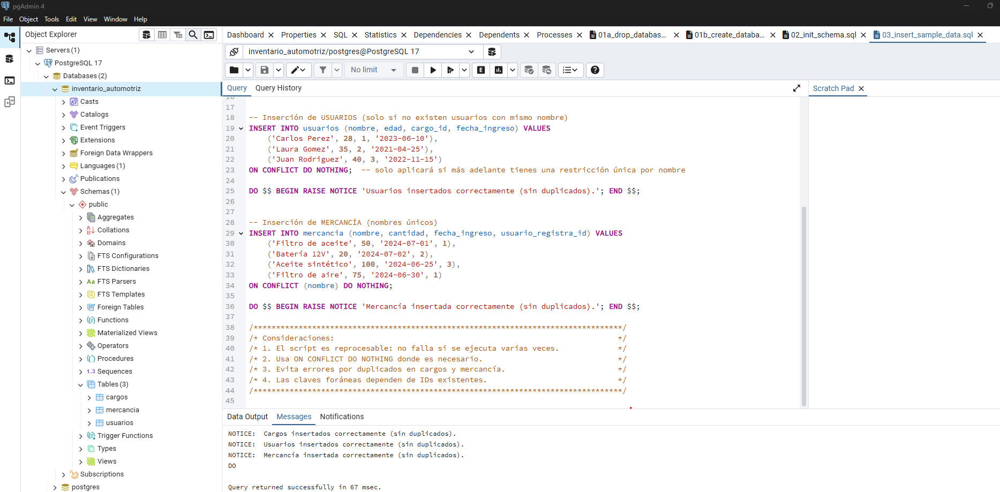 pgAdmin 4
File Object Tools Edit View Window Help
Object Explorer
Servers (1)
PostgreSQL 17
Databases (2)
inventario_automotriz
Casts
Catalogs
Event Triggers
Extensions
Foreign Data Wrappers
Languages (1)
Publications
Schemas (1)
public
Aggregates
Collations
Domains
FTS Configurations
FTS Dictionaries
Aa FTS Parsers
FTS Templates
Foreign Tables
Functions
Materialized Views
Operators
Procedures
1..3 Sequences
Tables (3)
cargos
mercancia
usuarios
Trigger Functions
Types
Views
Subscriptions
postgres
Dashboard Properties SQL Statistics Dependencies Dependents Processes 01a_drop_databas... 01b_create_databa... 02_init_schema.sql 03_insert_sample_data.sql
inventario_automotriz/postgres@PostgreSQL 17
No limit
Query Query History
Scratch Pad
16
17
18 -- Inserción de USUARIOS (solo si no existen usuarios con mismo nombre)
19 INSERT INTO usuarios (nombre, edad, cargo_id, fecha_ingreso) VALUES
20 ('Carlos Perez', 28, 1, '2023-06-10'),
21 ('Laura Gomez', 35, 2, '2021-04-25'),
22 ('Juan Rodriguez', 40, 3, '2022-11-15')
23 ON CONFLICT DO NOTHING; -- solo aplicará si más adelante tienes una restricción única por nombre
24
25 DO $$ BEGIN RAISE NOTICE 'Usuarios insertados correctamente (sin duplicados).'; END $$;
26
27
28 -- Inserción de MERCANCÍA (nombres únicos)
29 INSERT INTO mercancia (nombre, cantidad, fecha_ingreso, usuario_registra_id) VALUES
30 ('Filtro de aceite', 50, '2024-07-01', 1),
31 ('Batería 12V', 20, '2024-07-02', 2),
32 ('Aceite sintético', 100, '2024-06-25', 3),
33 ('Filtro de aire', 75, '2024-06-30', 1)
34 ON CONFLICT (nombre) DO NOTHING;
35
36 DO $$ BEGIN RAISE NOTICE 'Mercancía insertada correctamente (sin duplicados).'; END $$;
37
38 /**********************************************************************************/
39 /* Consideraciones: */
40 /* 1. El script es reprocesable: no falla si se ejecuta varias veces. */
41 /* 2. Usa ON CONFLICT DO NOTHING donde es necesario. */
42 /* 3. Evita errores por duplicados en cargos y mercancía. */
43 /* 4. Las claves foráneas dependen de IDs existentes. */
44 /**********************************************************************************/
45
Data Output Messages Notifications
NOTICE: Cargos insertados correctamente (sin duplicados).
NOTICE: Usuarios insertados correctamente (sin duplicados).
NOTICE: Mercancía insertada correctamente (sin duplicados).
DO
Query returned successfully in 67 msec.